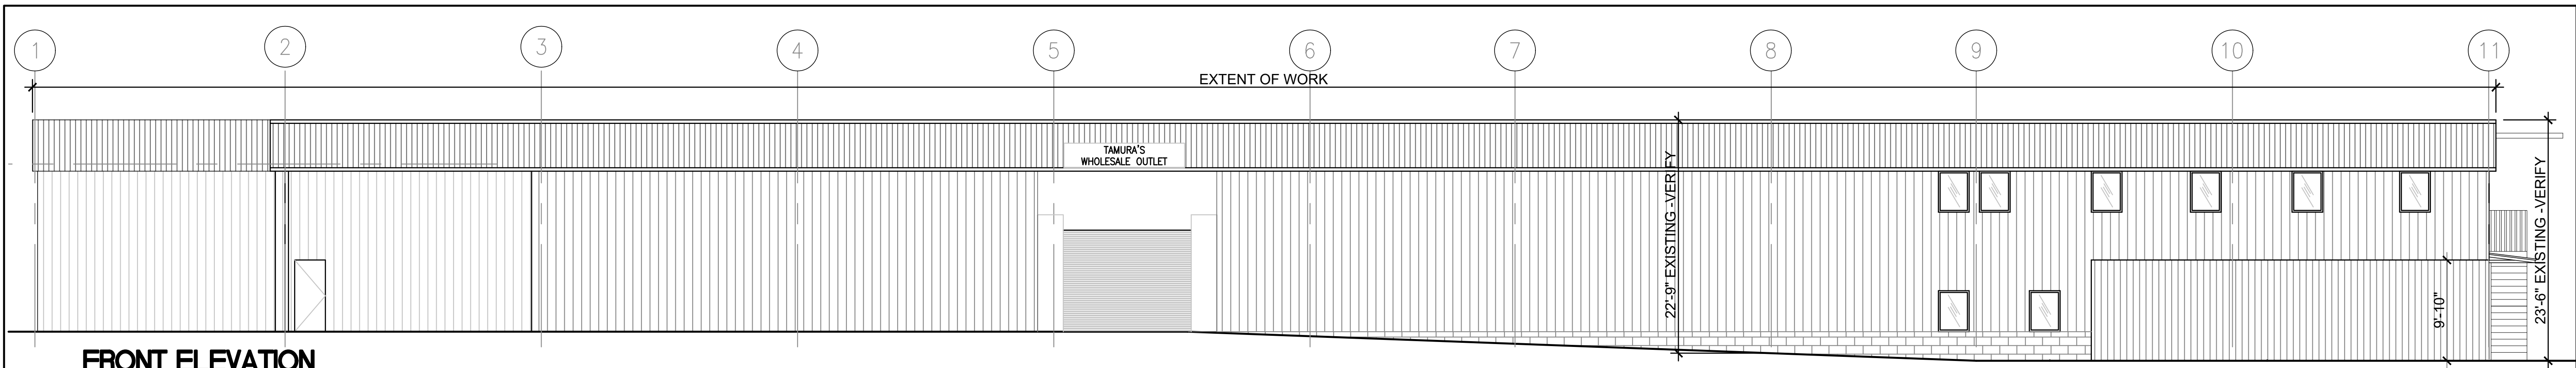 1 2 3 4 5 6 7 8 9 10 11
EXTENT OF WORK
TAMURA'S
WHOLESALE OUTLET
22'-9" EXISTING -VERIFY
9'-10"
23'-6" EXISTING -VERIFY
FRONT ELEVATION